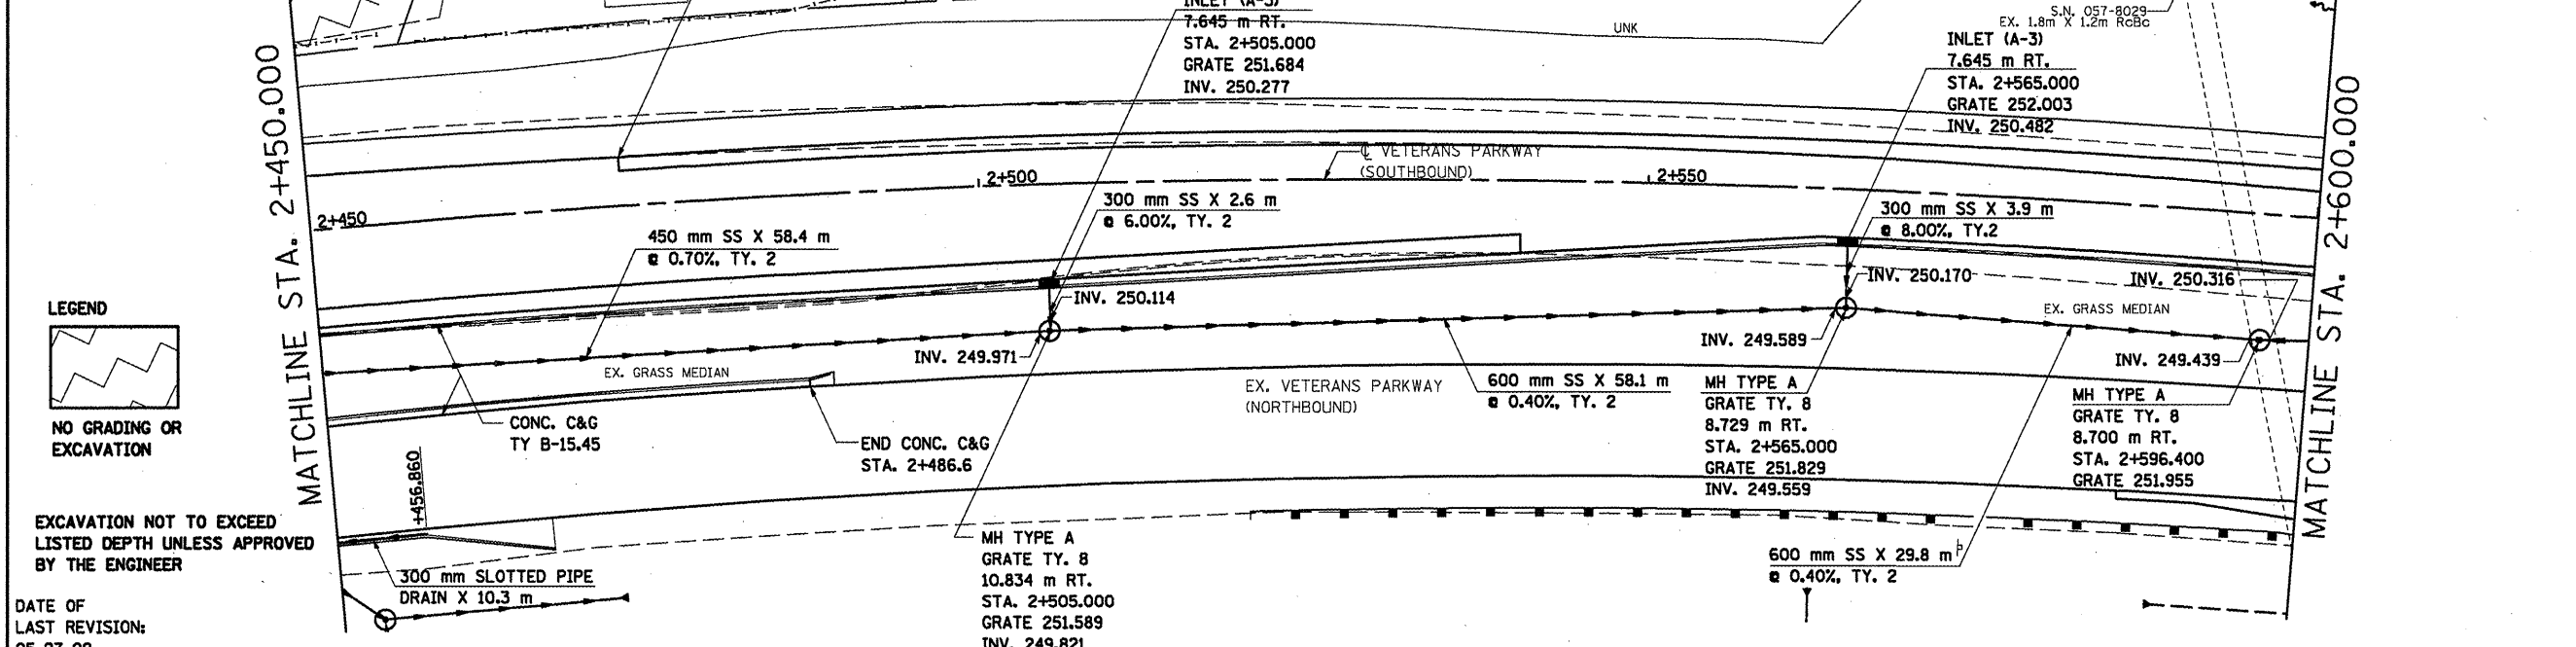 INLET (A-3)
7.645 m RT.
STA. 2+505.000
GRATE 251.684
INV. 250.277
UNK
S.N. 057-8029
EX. 1.8m X 1.2m RcBc
INLET (A-3)
7.645 m RT.
STA. 2+565.000
GRATE 252.003
INV. 250.482
MATCHLINE STA. 2+450.000
MATCHLINE STA. 2+600.000
℄ VETERANS PARKWAY
(SOUTHBOUND)
2+450
2+500
2+550
450 mm SS X 58.4 m
@ 0.70%, TY. 2
300 mm SS X 2.6 m
@ 6.00%, TY. 2
300 mm SS X 3.9 m
@ 8.00%, TY.2
INV. 250.114
INV. 250.170
INV. 250.316
INV. 249.971
INV. 249.589
INV. 249.439
EX. GRASS MEDIAN
EX. GRASS MEDIAN
LEGEND
NO GRADING OR
EXCAVATION
CONC. C&G
TY B-15.45
END CONC. C&G
STA. 2+486.6
EX. VETERANS PARKWAY
(NORTHBOUND)
600 mm SS X 58.1 m
@ 0.40%, TY. 2
MH TYPE A
GRATE TY. 8
8.729 m RT.
STA. 2+565.000
GRATE 251.829
INV. 249.559
MH TYPE A
GRATE TY. 8
8.700 m RT.
STA. 2+596.400
GRATE 251.955
+456.860
EXCAVATION NOT TO EXCEED
LISTED DEPTH UNLESS APPROVED
BY THE ENGINEER
300 mm SLOTTED PIPE
DRAIN X 10.3 m
MH TYPE A
GRATE TY. 8
10.834 m RT.
STA. 2+505.000
GRATE 251.589
INV. 249.821
600 mm SS X 29.8 m
@ 0.40%, TY. 2
DATE OF
LAST REVISION: